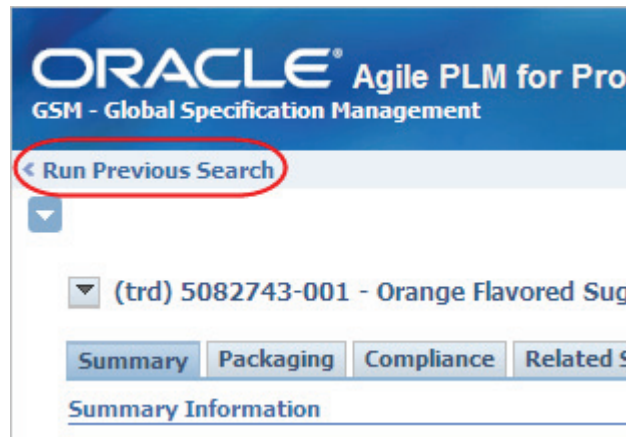 ORACLE® Agile PLM for Pro
GSM - Global Specification Management
Run Previous Search
(trd) 5082743-001 - Orange Flavored Sug
Summary Packaging Compliance Related S
Summary Information